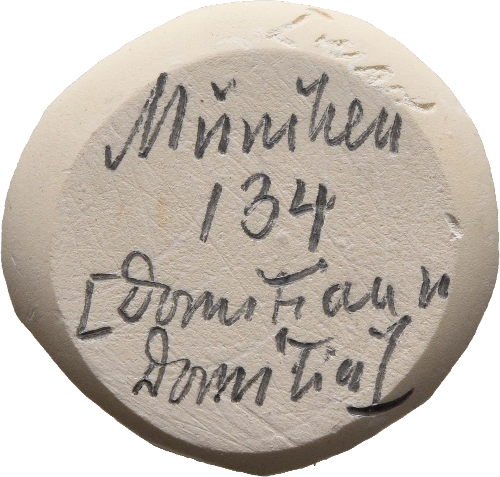 München
134
[Domitian u
Domitia]